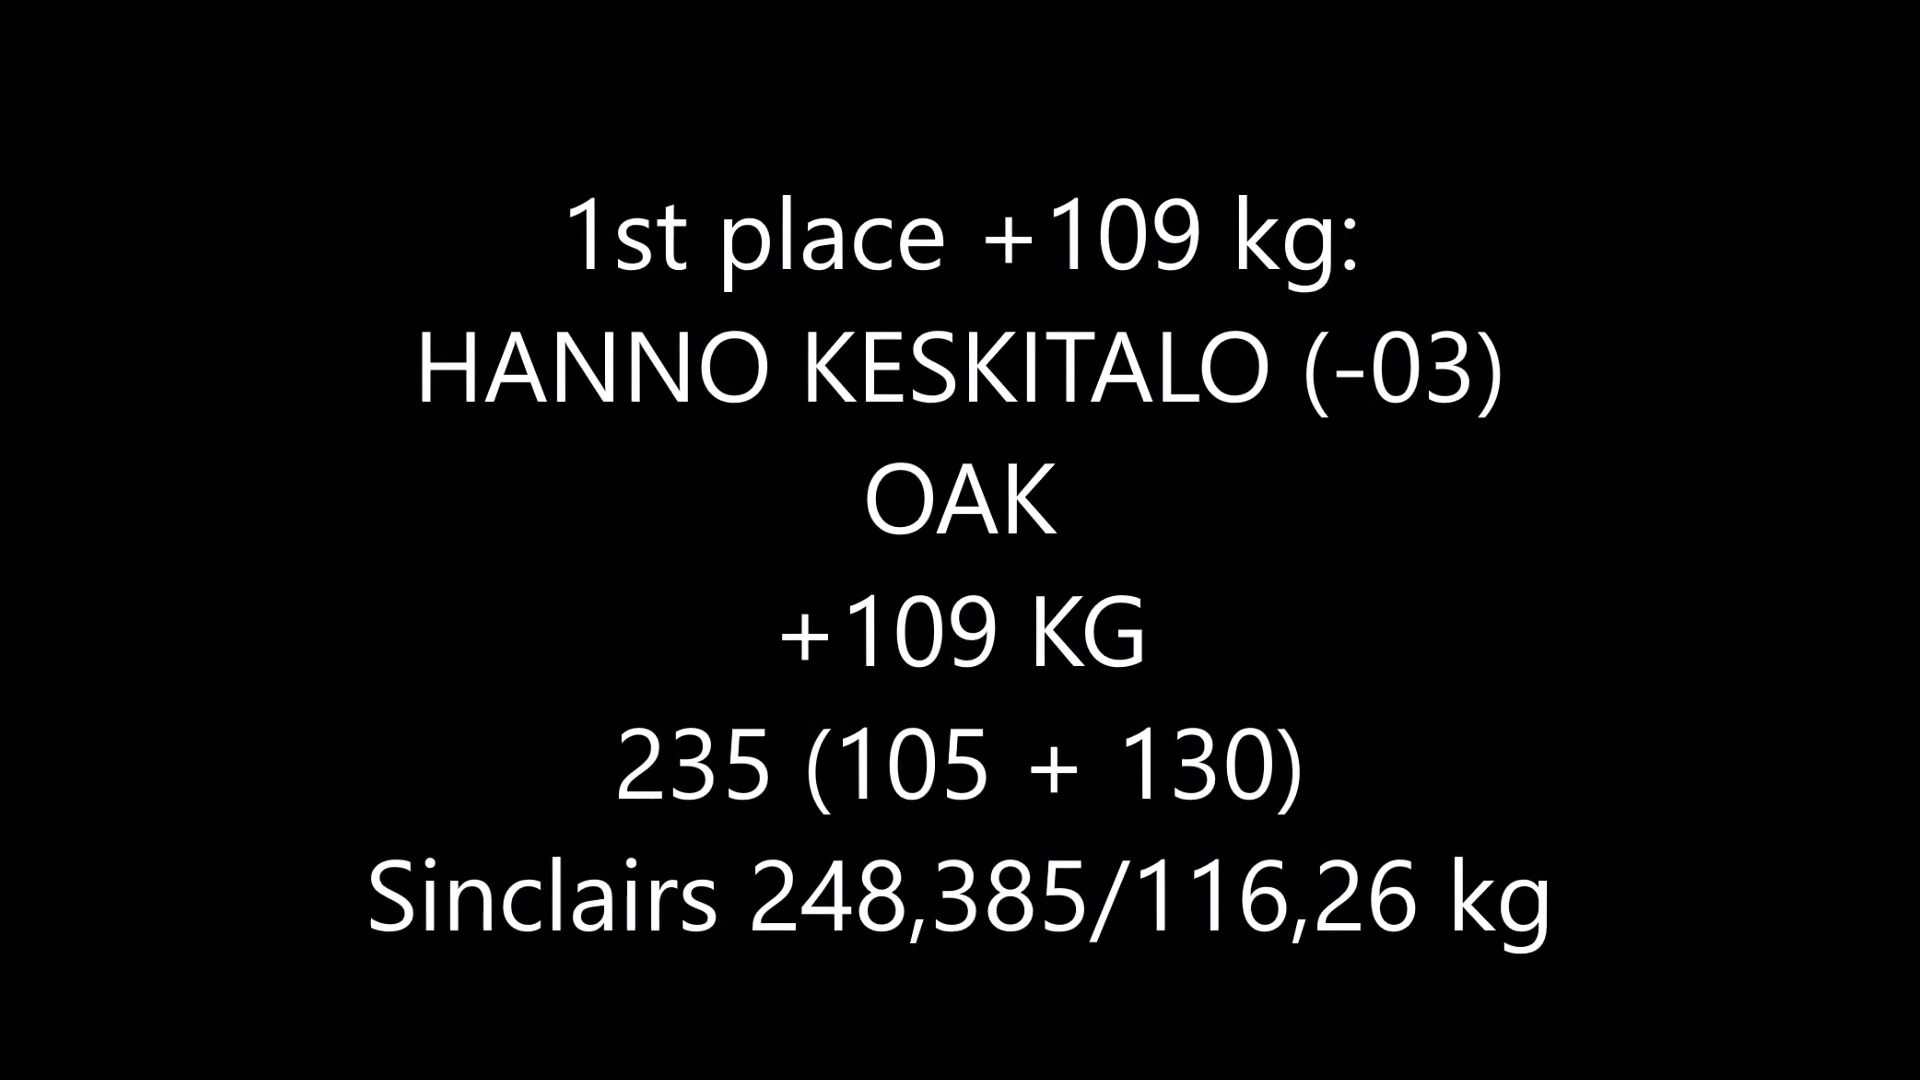 1st place +109 kg:
HANNO KESKITALO (-03)
OAK
+109 KG
235 (105 + 130)
Sinclairs 248,385/116,26 kg